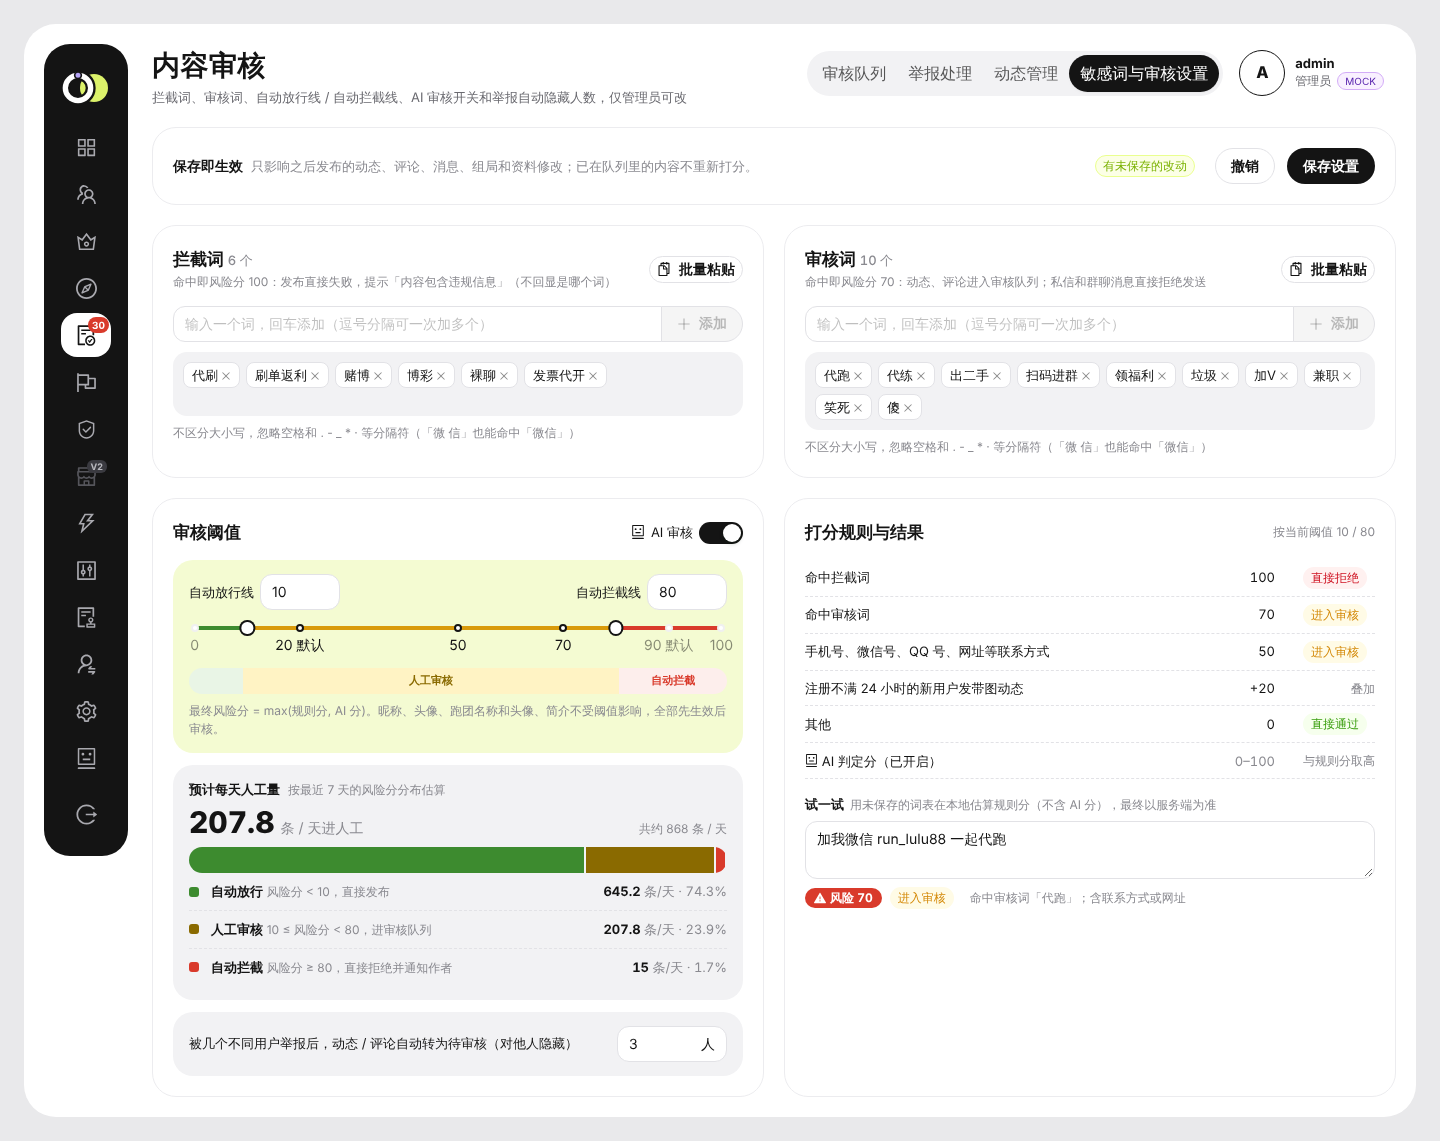 内容审核
拦截词、审核词、自动放行线 / 自动拦截线、AI 审核开关和举报自动隐藏人数，仅管理员可改
审核队列 举报处理 动态管理 敏感词与审核设置
A
admin
管理员 MOCK
30
V2
保存即生效 只影响之后发布的动态、评论、消息、组局和资料修改；已在队列里的内容不重新打分。
有未保存的改动 撤销 保存设置
拦截词 6 个
命中即风险分 100：发布直接失败，提示「内容包含违规信息」（不回显是哪个词）
批量粘贴
输入一个词，回车添加（逗号分隔可一次加多个） 添加
代刷 刷单返利 赌博 博彩 裸聊 发票代开
不区分大小写，忽略空格和 . - _ * · 等分隔符（「微 信」也能命中「微信」）
审核词 10 个
命中即风险分 70：动态、评论进入审核队列；私信和群聊消息直接拒绝发送
批量粘贴
输入一个词，回车添加（逗号分隔可一次加多个） 添加
代跑 代练 出二手 扫码进群 领福利 垃圾 加V 兼职
笑死 傻
不区分大小写，忽略空格和 . - _ * · 等分隔符（「微 信」也能命中「微信」）
审核阈值
AI 审核
自动放行线 10
自动拦截线 80
0 20 默认 50 70 90 默认 100
人工审核 自动拦截
最终风险分 = max(规则分, AI 分)。昵称、头像、跑团名称和头像、简介不受阈值影响，全部先生效后
审核。
预计每天人工量 按最近 7 天的风险分分布估算
207.8 条 / 天进人工
共约 868 条 / 天
自动放行 风险分 < 10，直接发布 645.2 条/天 · 74.3%
人工审核 10 ≤ 风险分 < 80，进审核队列 207.8 条/天 · 23.9%
自动拦截 风险分 ≥ 80，直接拒绝并通知作者 15 条/天 · 1.7%
被几个不同用户举报后，动态 / 评论自动转为待审核（对他人隐藏） 3 人
打分规则与结果
按当前阈值 10 / 80
命中拦截词 100 直接拒绝
命中审核词 70 进入审核
手机号、微信号、QQ 号、网址等联系方式 50 进入审核
注册不满 24 小时的新用户发带图动态 +20 叠加
其他 0 直接通过
AI 判定分（已开启） 0–100 与规则分取高
试一试 用未保存的词表在本地估算规则分（不含 AI 分），最终以服务端为准
加我微信 run_lulu88 一起代跑
风险 70 进入审核 命中审核词「代跑」；含联系方式或网址